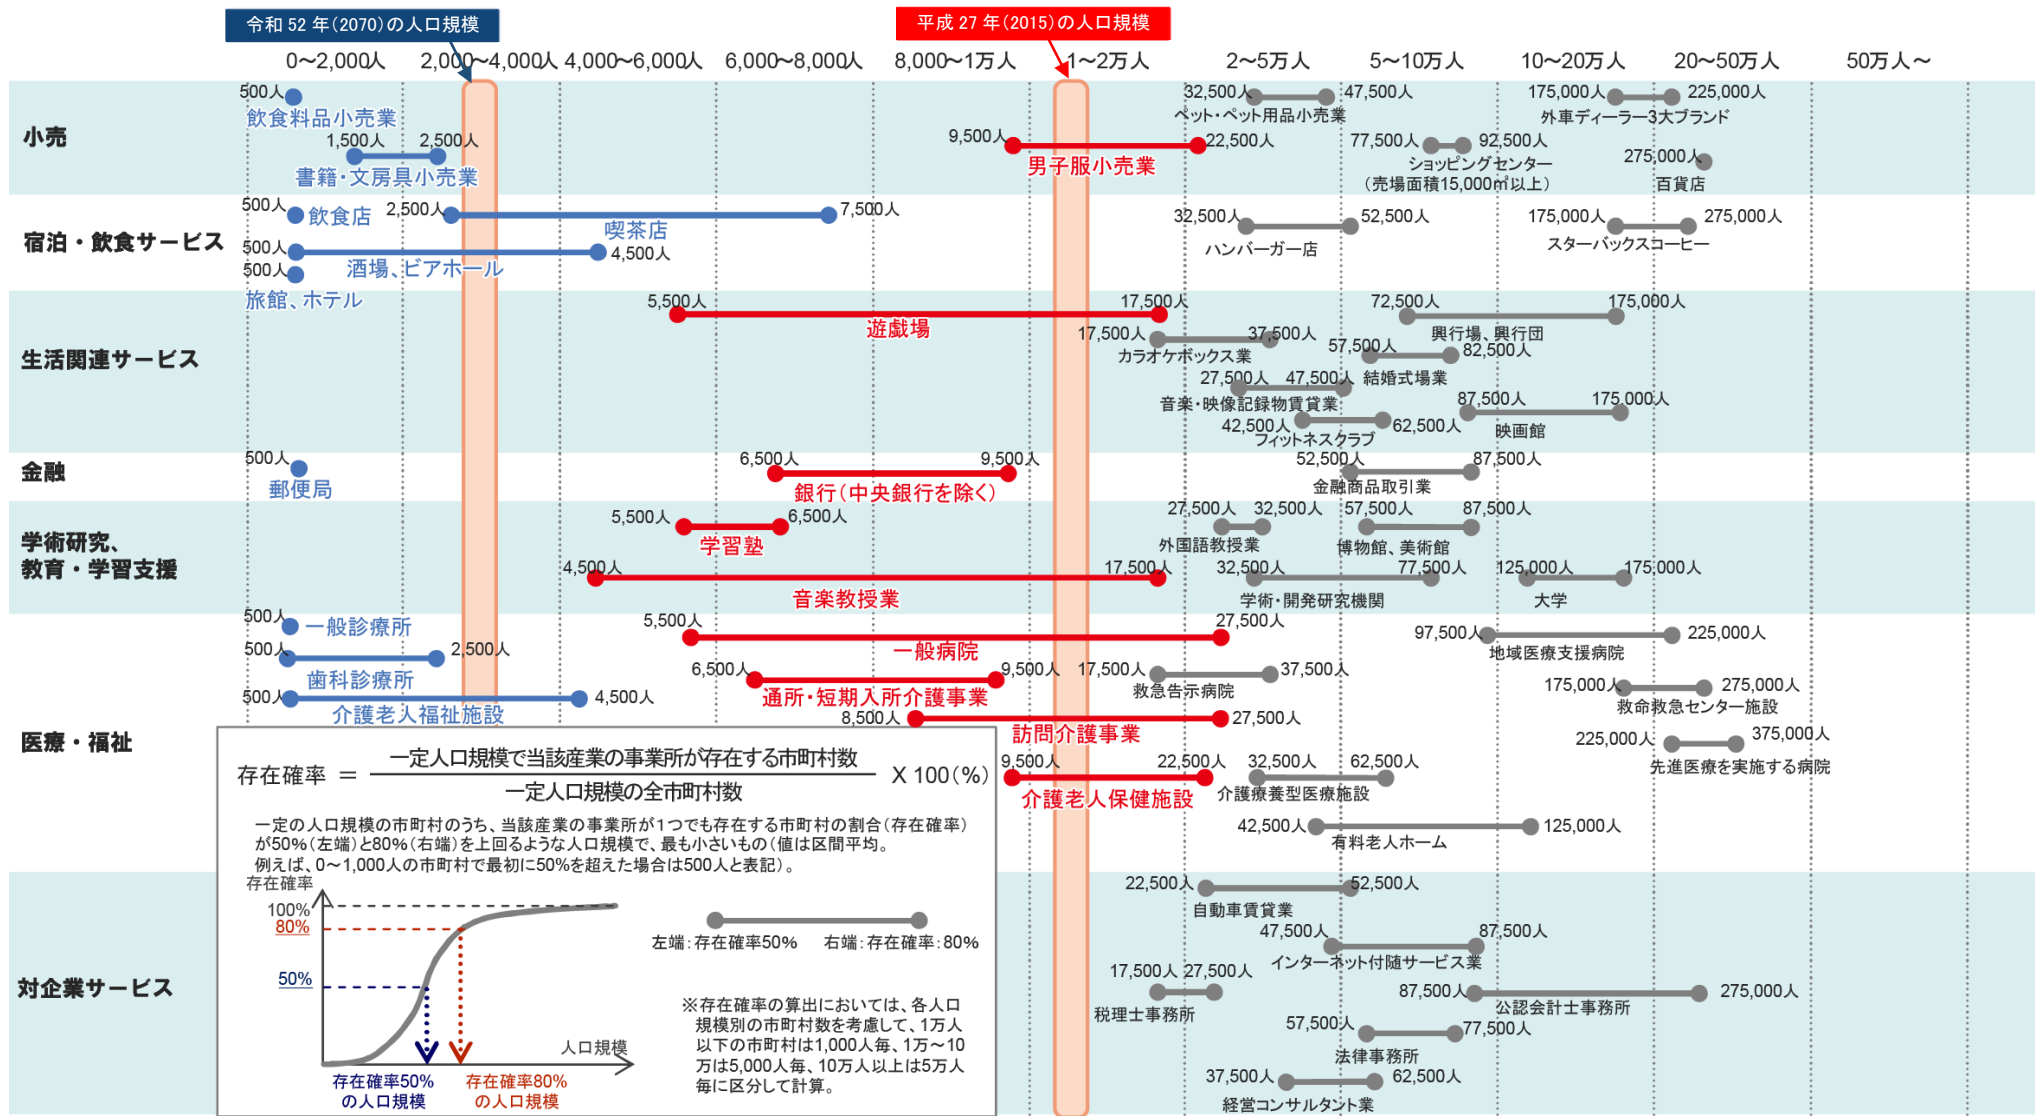 令和 52 年(2070)の人口規模
平成 27 年(2015)の人口規模
0～2,000人
2,000～4,000人
4,000～6,000人
6,000～8,000人
8,000～1万人
1～2万人
2～5万人
5～10万人
10～20万人
20～50万人
50万人～
小売
500人
飲食料品小売業
1,500人
2,500人
書籍・文房具小売業
9,500人
22,500人
男子服小売業
32,500人
47,500人
ペット・ペット用品小売業
77,500人
92,500人
ショッピングセンター
(売場面積15,000㎡以上)
175,000人
225,000人
外車ディーラー3大ブランド
275,000人
百貨店
宿泊・飲食サービス
500人
飲食店
2,500人
7,500人
喫茶店
500人
4,500人
酒場、ビアホール
500人
旅館、ホテル
32,500人
52,500人
ハンバーガー店
175,000人
275,000人
スターバックスコーヒー
生活関連サービス
5,500人
17,500人
遊戯場
17,500人
37,500人
カラオケボックス業
27,500人
47,500人
音楽・映像記録物賃貸業
42,500人
62,500人
フィットネスクラブ
72,500人
175,000人
興行場、興行団
57,500人
82,500人
結婚式場業
87,500人
175,000人
映画館
金融
500人
郵便局
6,500人
9,500人
銀行(中央銀行を除く)
52,500人
87,500人
金融商品取引業
学術研究、
教育・学習支援
5,500人
6,500人
学習塾
4,500人
17,500人
音楽教授業
27,500人
32,500人
外国語教授業
57,500人
87,500人
博物館、美術館
32,500人
77,500人
学術・開発研究機関
125,000人
175,000人
大学
医療・福祉
500人
一般診療所
500人
2,500人
歯科診療所
500人
4,500人
介護老人福祉施設
5,500人
27,500人
一般病院
6,500人
9,500人
通所・短期入所介護事業
17,500人
37,500人
救急告示病院
8,500人
27,500人
訪問介護事業
9,500人
22,500人
介護老人保健施設
32,500人
62,500人
介護療養型医療施設
42,500人
125,000人
有料老人ホーム
97,500人
225,000人
地域医療支援病院
175,000人
275,000人
救命救急センター施設
225,000人
375,000人
先進医療を実施する病院
対企業サービス
22,500人
52,500人
自動車賃貸業
47,500人
87,500人
インターネット付随サービス業
17,500人
27,500人
税理士事務所
87,500人
275,000人
公認会計士事務所
57,500人
77,500人
法律事務所
37,500人
62,500人
経営コンサルタント業
存在確率 ＝ 一定人口規模で当該産業の事業所が存在する市町村数
一定人口規模の全市町村数
X 100(%)
一定の人口規模の市町村のうち、当該産業の事業所が1つでも存在する市町村の割合(存在確率)
が50%(左端)と80%(右端)を上回るような人口規模で、最も小さいもの(値は区間平均。
例えば、0～1,000人の市町村で最初に50%を超えた場合は500人と表記)。
存在確率
100%
80%
50%
人口規模
存在確率50%
の人口規模
存在確率80%
の人口規模
左端：存在確率50%
右端：存在確率：80%
※存在確率の算出においては、各人口
規模別の市町村数を考慮して、1万人
以下の市町村は1,000人毎、1万～10
万は5,000人毎、10万人以上は5万人
毎に区分して計算。